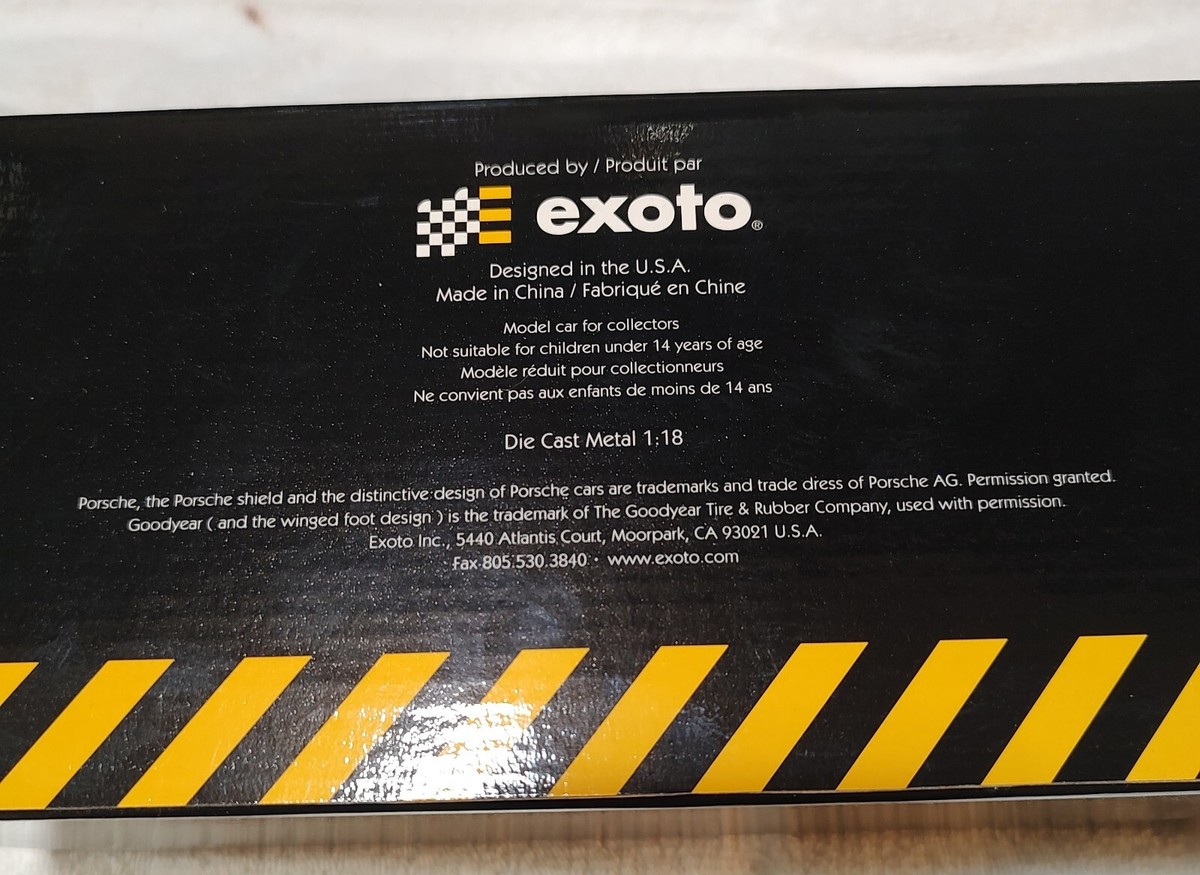 Produced by / Produit par
exoto®
Designed in the U.S.A.
Made in China / Fabriqué en Chine
Model car for collectors
Not suitable for children under 14 years of age
Modèle réduit pour collectionneurs
Ne convient pas aux enfants de moins de 14 ans
Die Cast Metal 1:18
Porsche, the Porsche shield and the distinctive design of Porsche cars are trademarks and trade dress of Porsche AG. Permission granted.
Goodyear ( and the winged foot design ) is the trademark of The Goodyear Tire & Rubber Company, used with permission.
Exoto Inc., 5440 Atlantis Court, Moorpark, CA 93021 U.S.A.
Fax 805.530.3840 · www.exoto.com